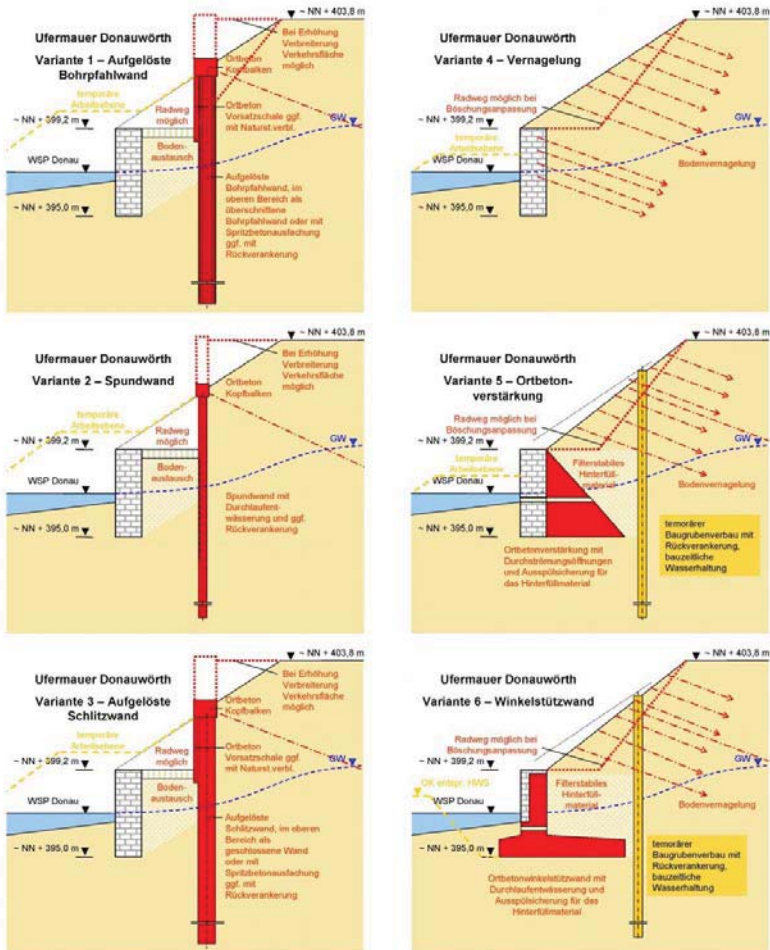 Ufermauer Donauwörth
Variante 1 – Aufgelöste
Bohrpfahlwand
~ NN + 403,8 m
Bei Erhöhung
Verbreiterung
Verkehrsfläche
möglich
Ortbeton
Kopfbalken
temporäre
Arbeitsebene
Radweg
möglich
Ortbeton
Vorsatzschale ggf.
mit Naturst.verbl.
GW
~ NN + 399,2 m
Boden-
austausch
WSP Donau
Aufgelöste
Bohrpfahlwand, im
oberen Bereich als
überschnittene
Bohrpfahlwand oder mit
Spritzbetonausfachung
ggf. mit
Rückverankerung
~ NN + 395,0 m
Ufermauer Donauwörth
Variante 4 – Vernagelung
~ NN + 403,8 m
Radweg möglich bei
Böschungsanpassung
~ NN + 399,2 m
temporäre
Arbeitsebene
GW
WSP Donau
Bodenvernagelung
~ NN + 395,0 m
Ufermauer Donauwörth
Variante 2 – Spundwand
~ NN + 403,8 m
Bei Erhöhung
Verbreiterung
Verkehrsfläche
möglich
Ortbeton
Kopfbalken
temporäre
Arbeitsebene
Radweg
möglich
GW
~ NN + 399,2 m
Boden-
austausch
WSP Donau
Spundwand mit
Durchlaufent-
wässerung und ggf.
Rückverankerung
~ NN + 395,0 m
Ufermauer Donauwörth
Variante 5 – Ortbeton-
verstärkung
~ NN + 403,8 m
Radweg möglich bei
Böschungsanpassung
~ NN + 399,2 m
temporäre
Arbeitsebene
GW
Filterstabiles
Hinterfüll-
material
WSP Donau
Bodenvernagelung
~ NN + 395,0 m
Ortbetonverstärkung mit
Durchströmungsöffnungen
und Ausspülsicherung für
das Hinterfüllmaterial
temorärer
Baugrubenverbau mit
Rückverankerung,
bauzeitliche
Wasserhaltung
Ufermauer Donauwörth
Variante 3 – Aufgelöste
Schlitzwand
~ NN + 403,8 m
Bei Erhöhung
Verbreiterung
Verkehrsfläche
möglich
Ortbeton
Kopfbalken
temporäre
Arbeitsebene
Radweg
möglich
Ortbeton
Vorsatzschale ggf.
mit Naturst.verbl.
GW
~ NN + 399,2 m
Boden-
austausch
WSP Donau
Aufgelöste
Schlitzwand, im oberen
Bereich als
geschlossene Wand
oder mit
Spritzbetonausfachung
ggf. mit
Rückverankerung
~ NN + 395,0 m
Ufermauer Donauwörth
Variante 6 – Winkelstützwand
~ NN + 403,8 m
Radweg möglich bei
Böschungsanpassung
~ NN + 399,2 m
GW
OK entspr. HWS
Filterstabiles
Hinterfüll-
material
WSP Donau
Bodenvernagelung
~ NN + 395,0 m
Ortbetonwinkelstützwand mit
Durchlaufentwässerung und
Ausspülsicherung für das
Hinterfüllmaterial
temorärer
Baugrubenverbau mit
Rückverankerung,
bauzeitliche
Wasserhaltung